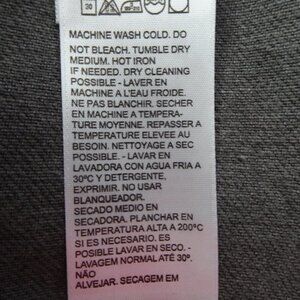 30
MACHINE WASH COLD. DO
NOT BLEACH. TUMBLE DRY
MEDIUM. HOT IRON
IF NEEDED. DRY CLEANING
POSSIBLE - LAVER EN
MACHINE A L'EAU FROIDE.
NE PAS BLANCHIR. SECHER
EN MACHINE A TEMPERA-
TURE MOYENNE. REPASSER A
TEMPERATURE ELEVEE AU
BESOIN. NETTOYAGE A SEC
POSSIBLE - LAVAR EN
LAVADORA CON AGUA FRIA A
30ºC Y DETERGENTE,
EXPRIMIR. NO USAR
BLANQUEADOR.
SECADO MEDIO EN
SECADORA. PLANCHAR EN
TEMPERATURA ALTA A 200ºC
SI ES NECESARIO. ES
POSIBLE LAVAR EN SECO. -
LAVAGEM NORMAL ATÉ 30º.
NÃO
ALVEJAR. SECAGEM EM